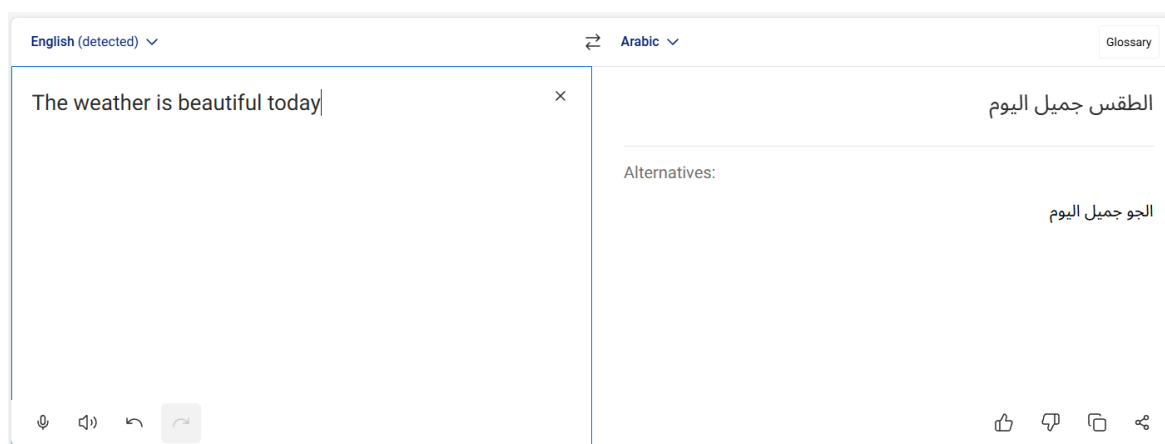 English (detected)
Arabic
Glossary
The weather is beautiful today
الطقس جميل اليوم
Alternatives:
الجو جميل اليوم